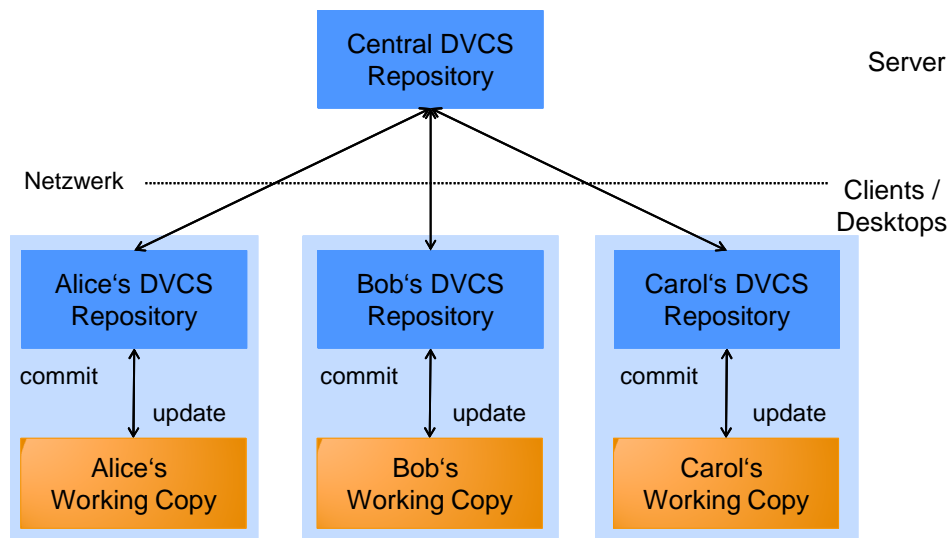 Central DVCS
Repository
Server
Netzwerk
Clients /
Desktops
Alice‘s DVCS
Repository
Bob‘s DVCS
Repository
Carol‘s DVCS
Repository
commit
update
commit
update
commit
update
Alice‘s
Working Copy
Bob‘s
Working Copy
Carol‘s
Working Copy